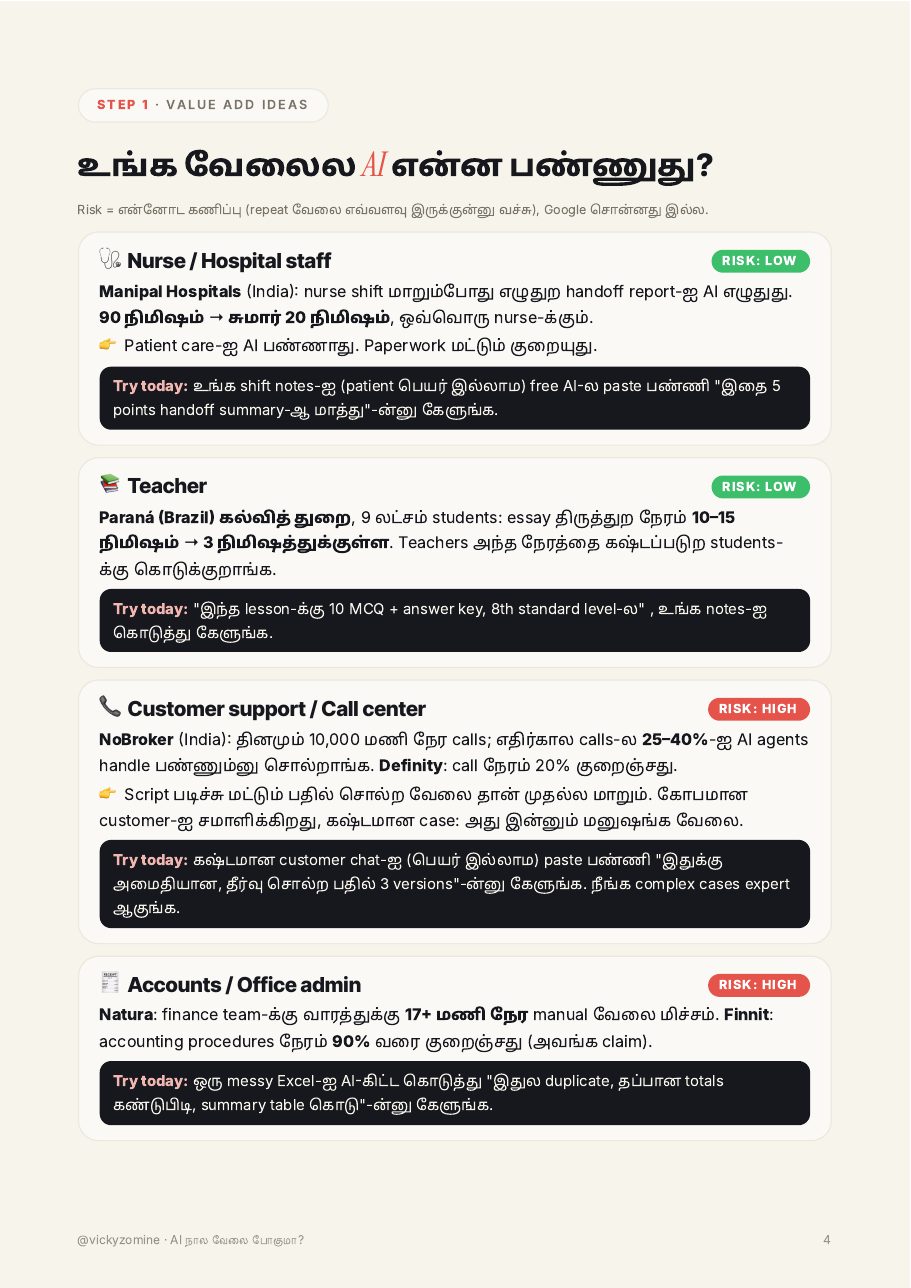 STEP 1 · VALUE ADD IDEAS
உங்க வேலைல AI என்ன பண்ணுது?
Risk = என்னோட கணிப்பு (repeat வேலை எவ்வளவு இருக்குன்னு வச்சு), Google சொன்னது இல்ல.
Nurse / Hospital staff
RISK: LOW
Manipal Hospitals (India): nurse shift மாறும்போது எழுதுற handoff report-ஐ AI எழுதுது.
90 நிமிஷம் → சுமார் 20 நிமிஷம், ஒவ்வொரு nurse-க்கும்.
👉 Patient care-ஐ AI பண்ணாது. Paperwork மட்டும் குறையுது.
Try today: உங்க shift notes-ஐ (patient பெயர் இல்லாம) free AI-ல paste பண்ணி "இதை 5
points handoff summary-ஆ மாத்து"-ன்னு கேளுங்க.
Teacher
RISK: LOW
Paraná (Brazil) கல்வித் துறை, 9 லட்சம் students: essay திருத்துற நேரம் 10–15
நிமிஷம் → 3 நிமிஷத்துக்குள்ள. Teachers அந்த நேரத்தை கஷ்டப்படுற students-
க்கு கொடுக்குறாங்க.
Try today: "இந்த lesson-க்கு 10 MCQ + answer key, 8th standard level-ல" , உங்க notes-ஐ
கொடுத்து கேளுங்க.
Customer support / Call center
RISK: HIGH
NoBroker (India): தினமும் 10,000 மணி நேர calls; எதிர்கால calls-ல 25–40%-ஐ AI agents
handle பண்ணும்னு சொல்றாங்க. Definity: call நேரம் 20% குறைஞ்சது.
👉 Script படிச்சு மட்டும் பதில் சொல்ற வேலை தான் முதல்ல மாறும். கோபமான
customer-ஐ சமாளிக்கிறது, கஷ்டமான case: அது இன்னும் மனுஷங்க வேலை.
Try today: கஷ்டமான customer chat-ஐ (பெயர் இல்லாம) paste பண்ணி "இதுக்கு
அமைதியான, தீர்வு சொல்ற பதில் 3 versions"-ன்னு கேளுங்க. நீங்க complex cases expert
ஆகுங்க.
Accounts / Office admin
RISK: HIGH
Natura: finance team-க்கு வாரத்துக்கு 17+ மணி நேர manual வேலை மிச்சம். Finnit:
accounting procedures நேரம் 90% வரை குறைஞ்சது (அவங்க claim).
Try today: ஒரு messy Excel-ஐ AI-கிட்ட கொடுத்து "இதுல duplicate, தப்பான totals
கண்டுபிடி, summary table கொடு"-ன்னு கேளுங்க.
@vickyzomine · AI நால வேலை போகுமா?
4